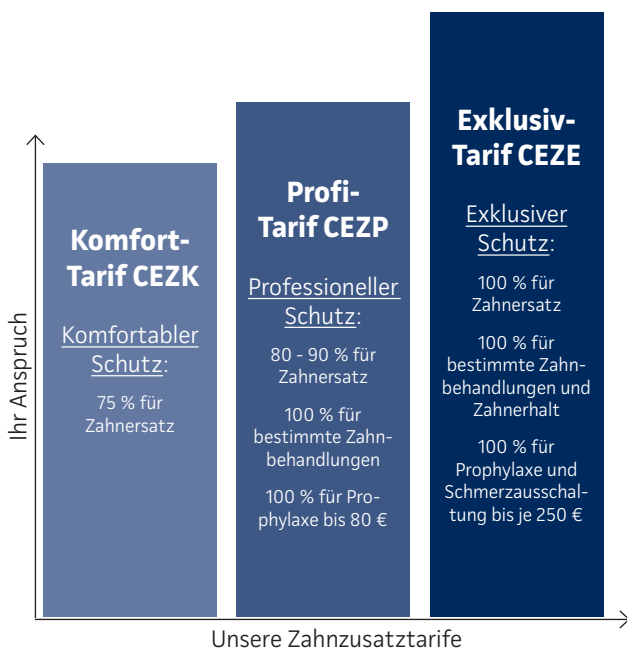 Ihr Anspruch
Komfort-
Tarif CEZK
Komfortabler
Schutz:
75 % für
Zahnersatz
Profi-
Tarif CEZP
Professioneller
Schutz:
80 - 90 % für
Zahnersatz
100 % für
bestimmte Zahn-
behandlungen
100 % für Pro-
phylaxe bis 80 €
Exklusiv-
Tarif CEZE
Exklusiver
Schutz:
100 % für
Zahnersatz
100 % für
bestimmte Zahn-
behandlungen und
Zahnerhalt
100 % für
Prophylaxe und
Schmerzausschal-
tung bis je 250 €
Unsere Zahnzusatztarife